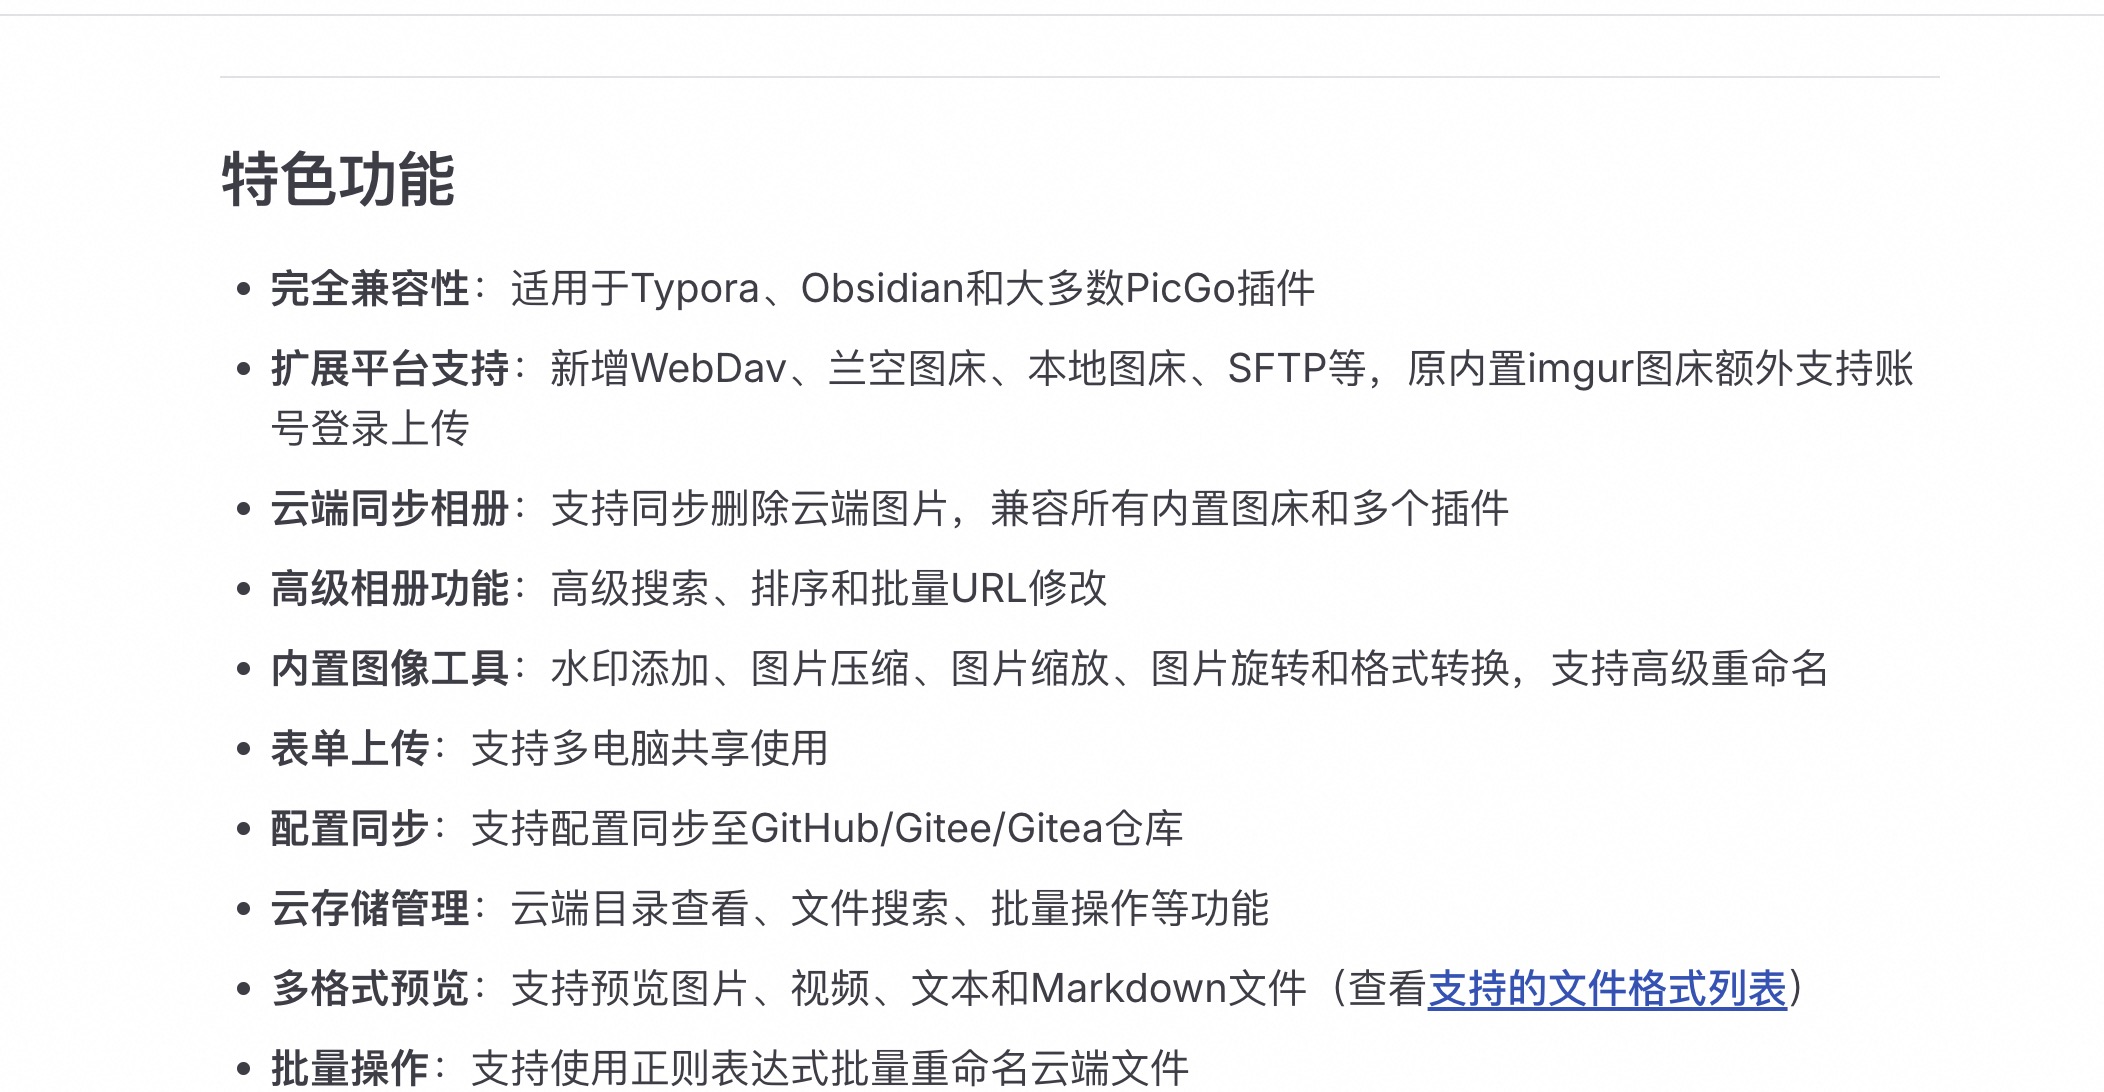 特色功能
• 完全兼容性：适用于Typora、Obsidian和大多数PicGo插件
• 扩展平台支持：新增WebDav、兰空图床、本地图床、SFTP等，原内置imgur图床额外支持账
号登录上传
• 云端同步相册：支持同步删除云端图片，兼容所有内置图床和多个插件
• 高级相册功能：高级搜索、排序和批量URL修改
• 内置图像工具：水印添加、图片压缩、图片缩放、图片旋转和格式转换，支持高级重命名
• 表单上传：支持多电脑共享使用
• 配置同步：支持配置同步至GitHub/Gitee/Gitea仓库
• 云存储管理：云端目录查看、文件搜索、批量操作等功能
• 多格式预览：支持预览图片、视频、文本和Markdown文件（查看支持的文件格式列表）
• 批量操作：支持使用正则表达式批量重命名云端文件